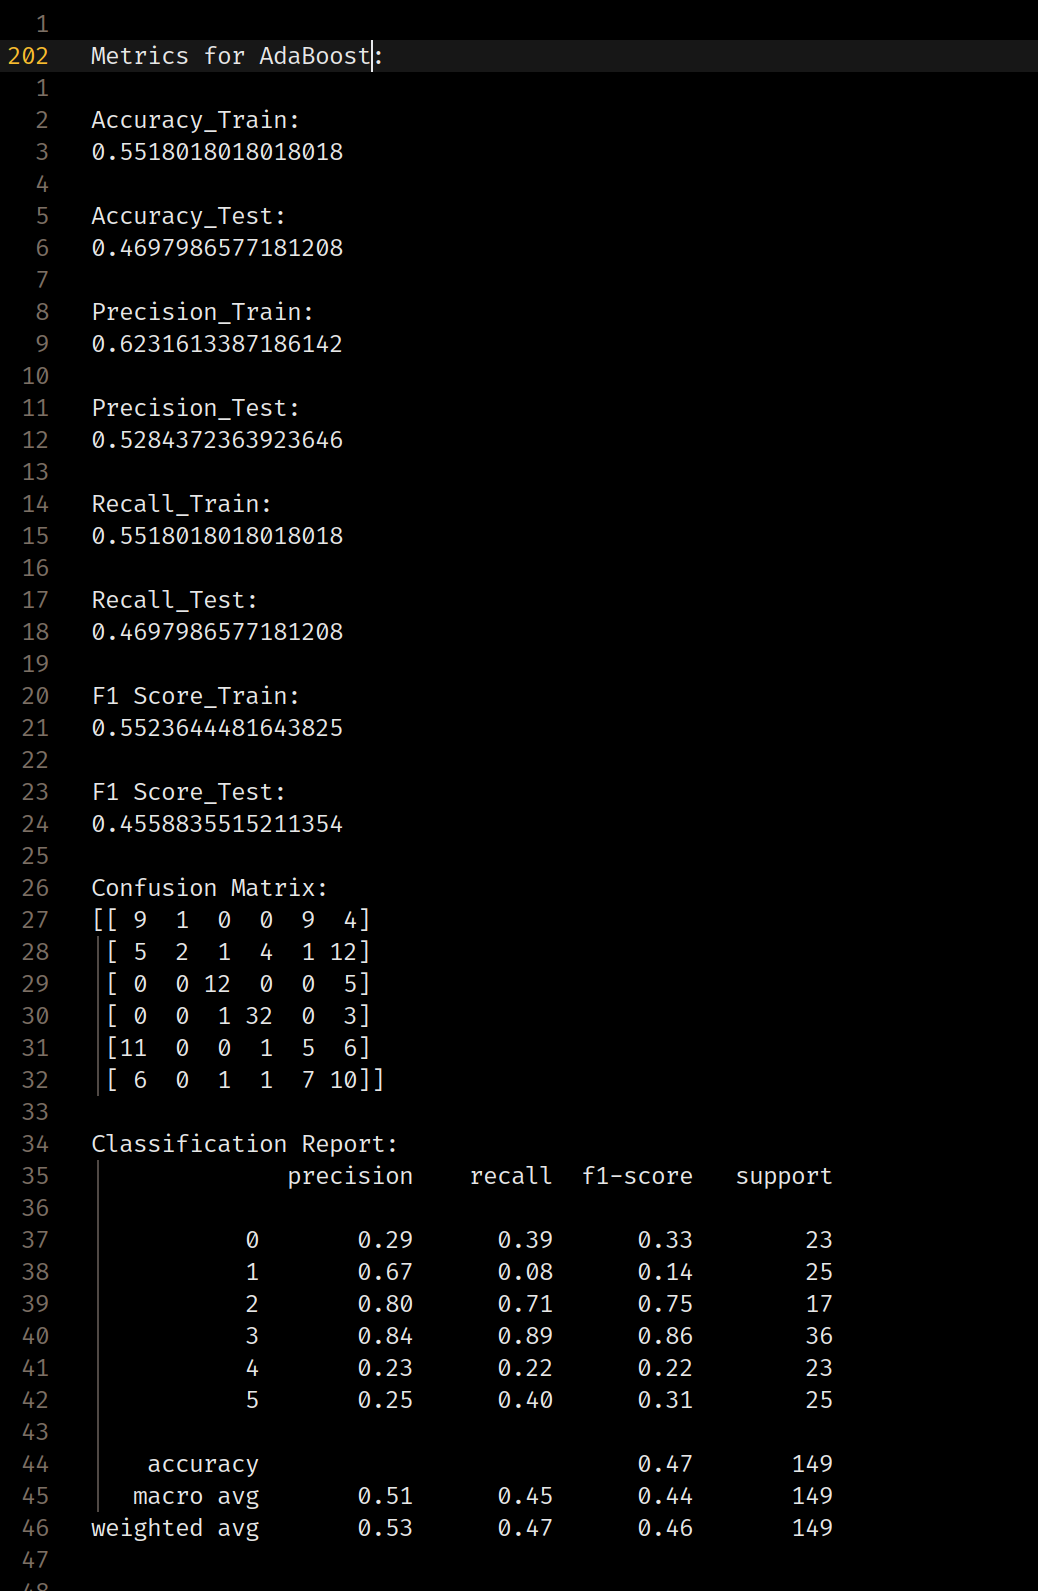 1
202 Metrics for AdaBoost:
1
2 Accuracy_Train:
3 0.5518018018018018
4
5 Accuracy_Test:
6 0.4697986577181208
7
8 Precision_Train:
9 0.6231613387186142
10
11 Precision_Test:
12 0.5284372363923646
13
14 Recall_Train:
15 0.5518018018018018
16
17 Recall_Test:
18 0.4697986577181208
19
20 F1 Score_Train:
21 0.5523644481643825
22
23 F1 Score_Test:
24 0.4558835515211354
25
26 Confusion Matrix:
27 [[ 9  1  0  0  9  4]
28  [ 5  2  1  4  1 12]
29  [ 0  0 12  0  0  5]
30  [ 0  0  1 32  0  3]
31  [11  0  0  1  5  6]
32  [ 6  0  1  1  7 10]]
33
34 Classification Report:
35               precision    recall  f1-score   support
36
37            0       0.29      0.39      0.33        23
38            1       0.67      0.08      0.14        25
39            2       0.80      0.71      0.75        17
40            3       0.84      0.89      0.86        36
41            4       0.23      0.22      0.22        23
42            5       0.25      0.40      0.31        25
43
44     accuracy                           0.47       149
45    macro avg       0.51      0.45      0.44       149
46 weighted avg       0.53      0.47      0.46       149
47
48